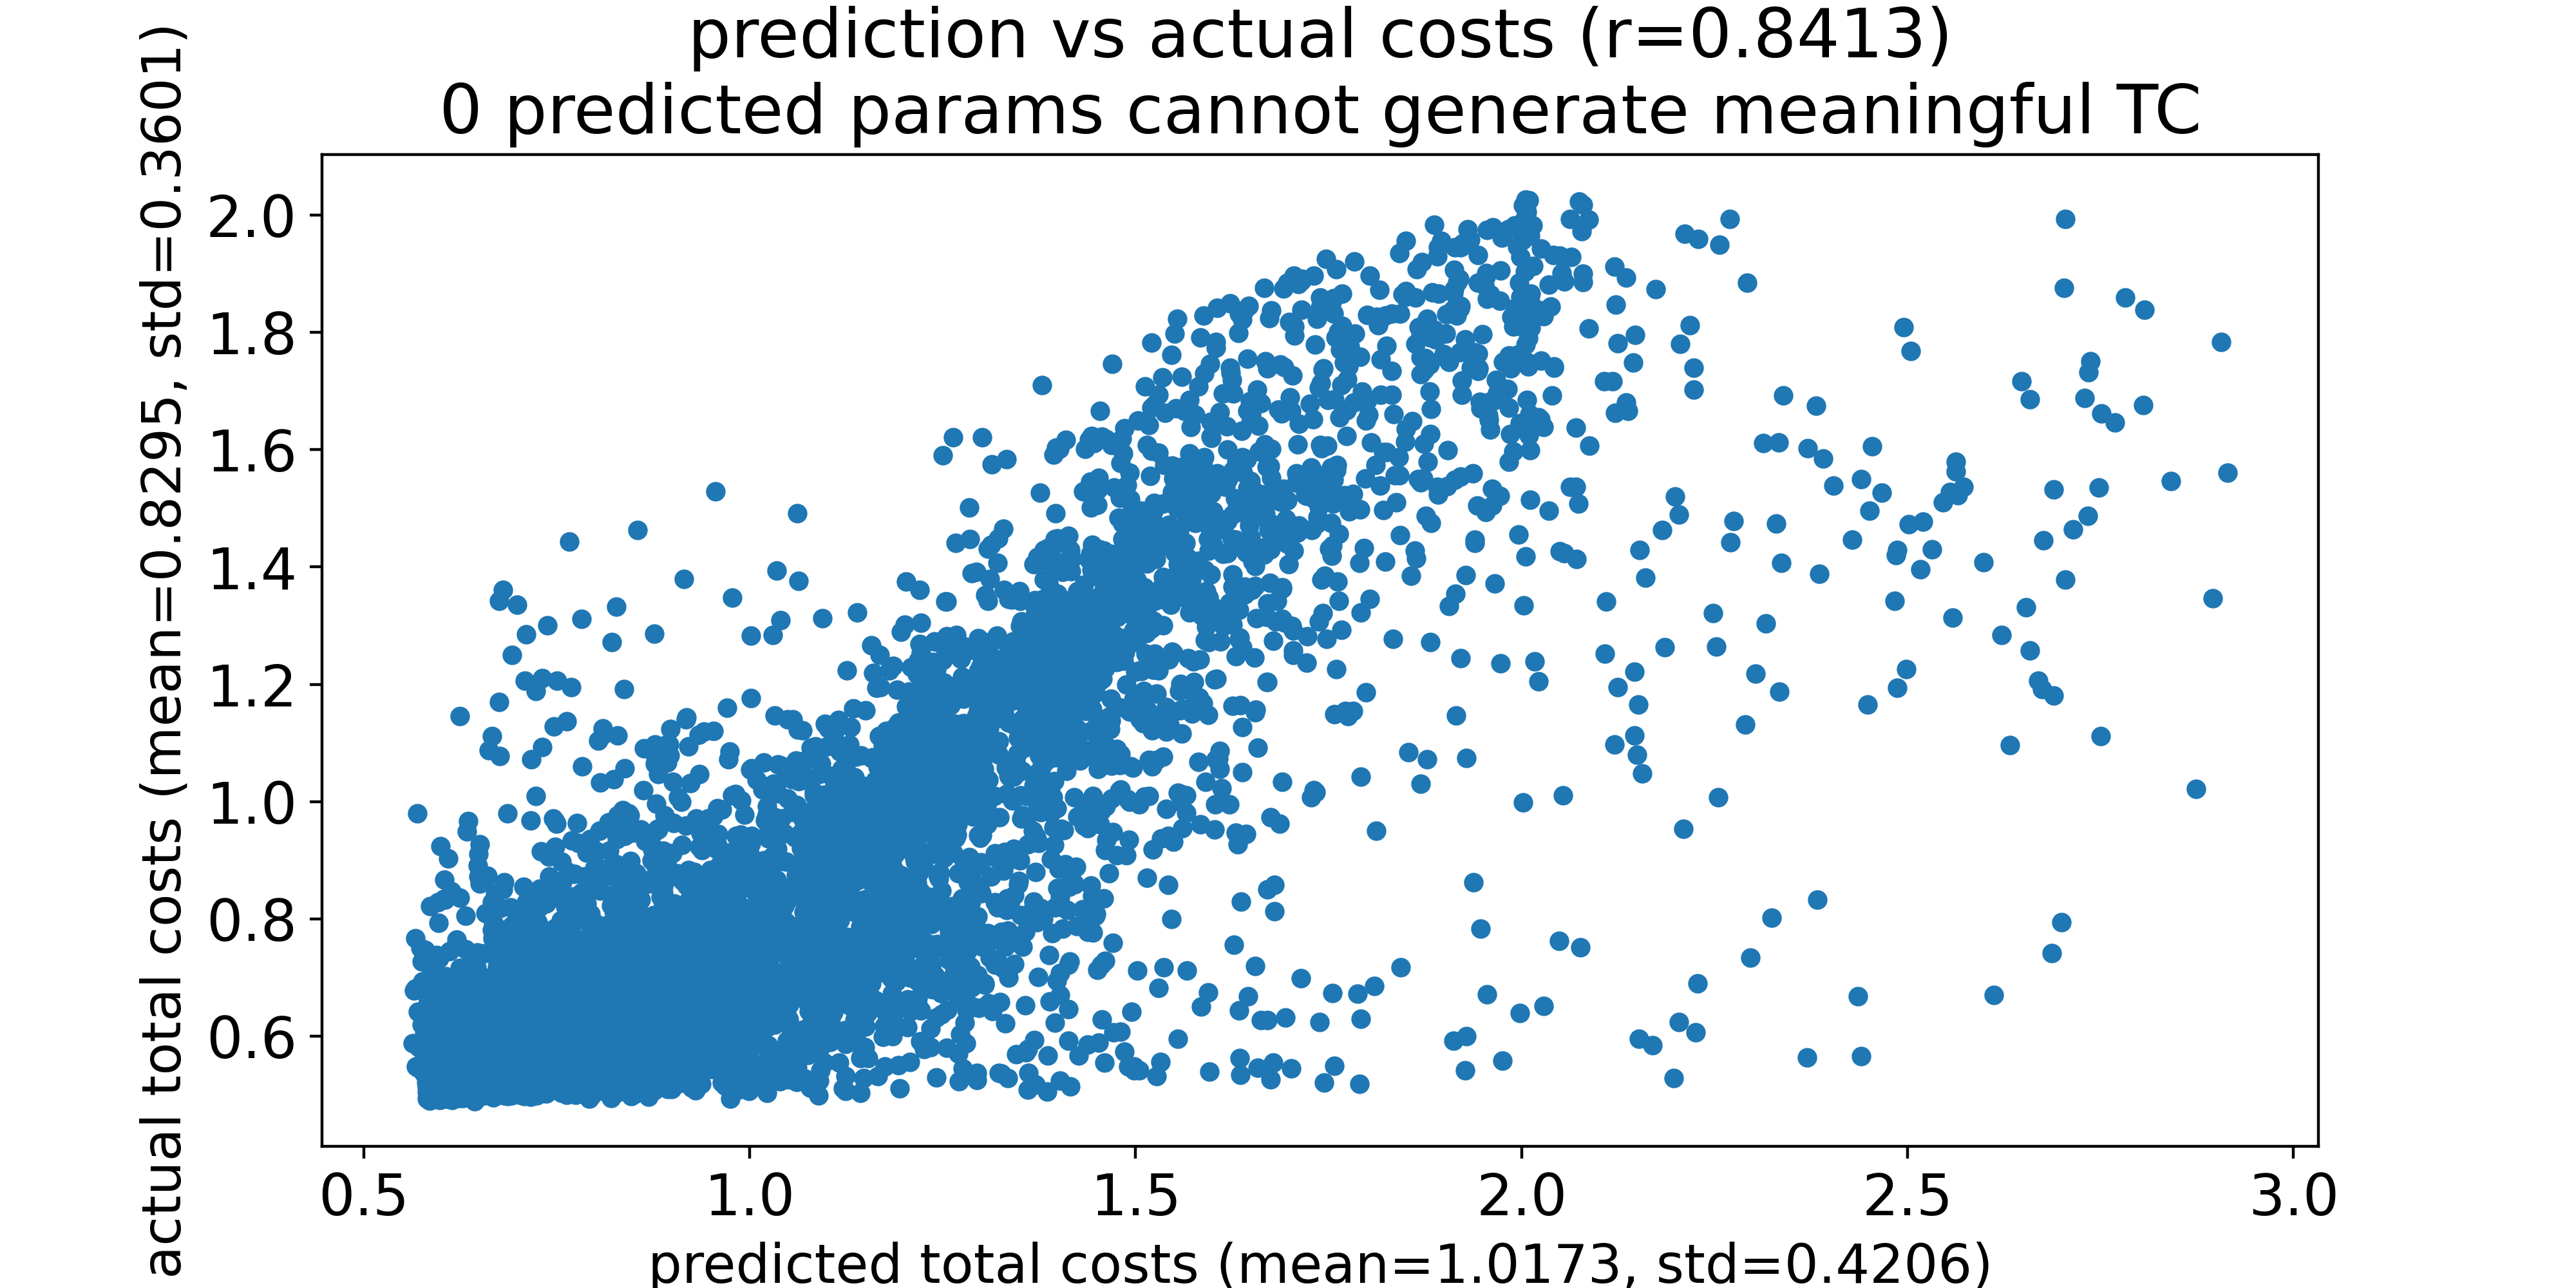 prediction vs actual costs (r=0.8413)
0 predicted params cannot generate meaningful TC
actual total costs (mean=0.8295, std=0.3601)
2.0
1.8
1.6
1.4
1.2
1.0
0.8
0.6
0.5 1.0 1.5 2.0 2.5 3.0
predicted total costs (mean=1.0173, std=0.4206)